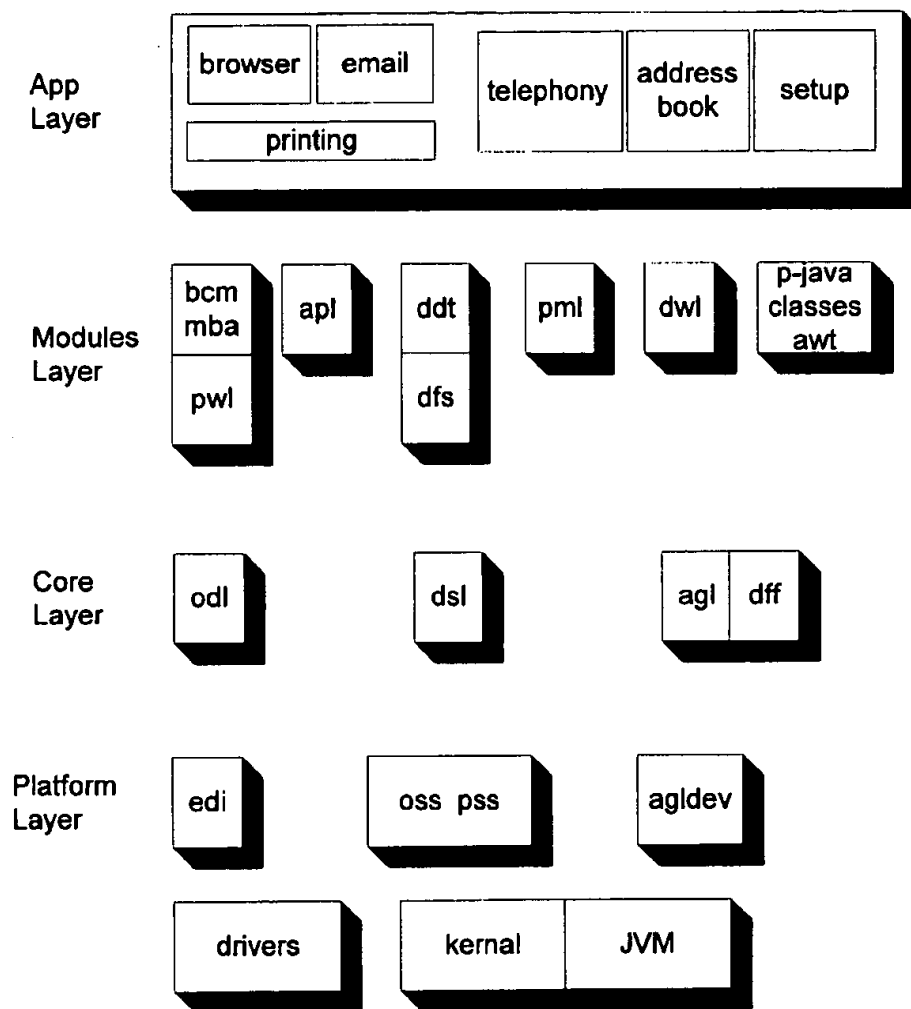 App
Layer
browser
email
printing
telephony
address
book
setup
Modules
Layer
bcm
mba
pwl
apl
ddt
dfs
pml
dwl
p-java
classes
awt
Core
Layer
odl
dsl
agl
dff
Platform
Layer
edi
oss pss
agldev
drivers
kernal
JVM